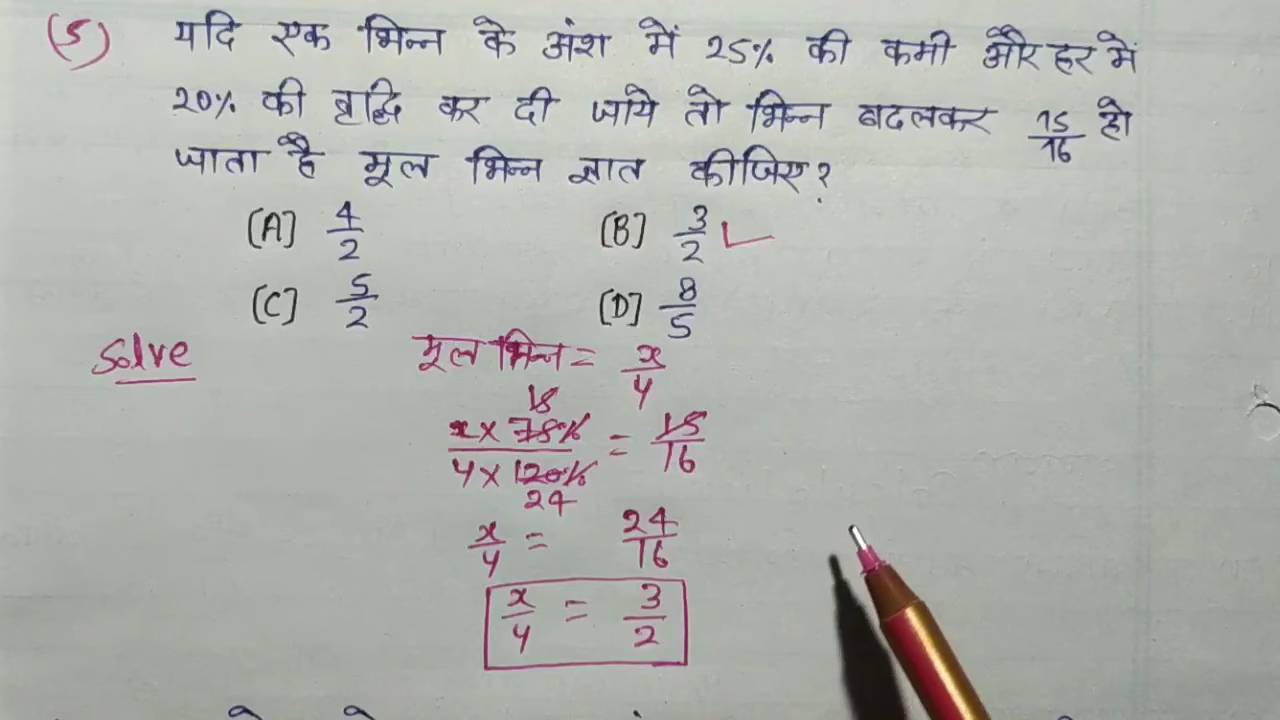 (5) यदि एक भिन्न के अंश में 25% की कमी और हर में
20% की वृद्धि कर दी जाये तो भिन्न बदलकर 15/16 हो
जाता है मूल भिन्न ज्ञात कीजिए?
(A) 4/2 (B) 3/2 ✓
(C) 5/2 (D) 8/5
Solve मूल भिन्न = x/y
15
x × 75% / y × 120% = 15/16
24
x/y = 24/16
x/y = 3/2